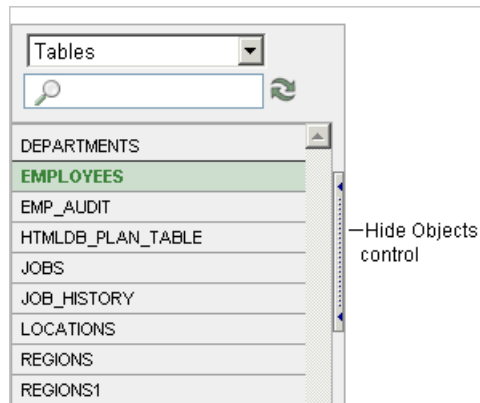 Tables
DEPARTMENTS
EMPLOYEES
EMP_AUDIT
HTMLDB_PLAN_TABLE
JOBS
JOB_HISTORY
LOCATIONS
REGIONS
REGIONS1
Hide Objects
control